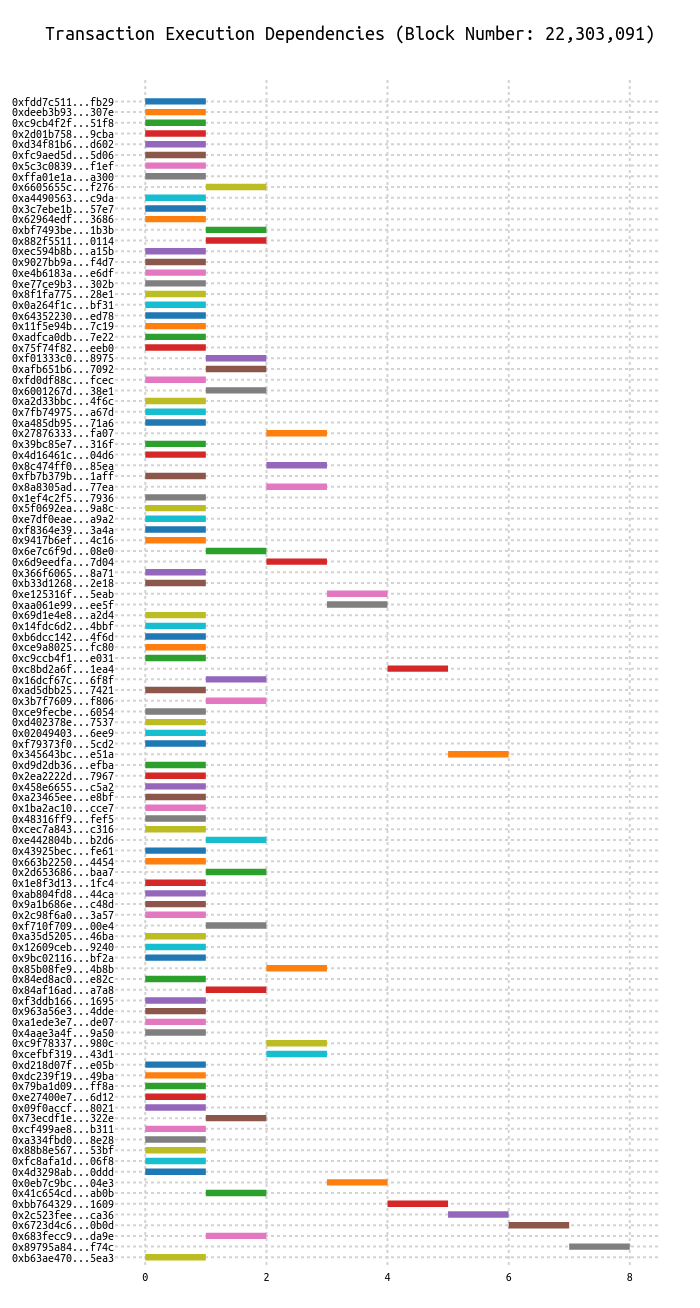 Transaction Execution Dependencies (Block Number: 22,303,091)
0xfdd7c511...fb29
0xdeeb3b93...307e
0xc9cb4f2f...51f8
0x2d01b758...9cba
0xd34f81b6...d602
0xfc9aed5d...5d06
0x5c3c0839...f1ef
0xffa01e1a...a300
0x6605655c...f276
0xa4490563...c9da
0x3c7ebe1b...57e7
0x62964edf...3686
0xbf7493be...1b3b
0x882f5511...0114
0xec594b8b...a15b
0x9027bb9a...f4d7
0xe4b6183a...e6df
0xe77ce9b3...302b
0x8f1fa775...28e1
0x0a264f1c...bf31
0x64352230...ed78
0x11f5e94b...7c19
0xadfca0db...7e22
0x75f74f82...eeb0
0xf01333c0...8975
0xafb651b6...7092
0xfd0df88c...fcec
0x6001267d...38e1
0xa2d33bbc...4f6c
0x7fb74975...a67d
0xa485db95...71a6
0x27876333...fa07
0x39bc85e7...316f
0x4d16461c...04d6
0x8c474ff0...85ea
0xfb7b379b...1aff
0x8a8305ad...77ea
0x1ef4c2f5...7936
0x5f0692ea...9a8c
0xe7df0eae...a9a2
0xf8364e39...3a4a
0x9417b6ef...4c16
0x6e7c6f9d...08e0
0x6d9eedfa...7d04
0x366f6065...8a71
0xb33d1268...2e18
0xe125316f...5eab
0xaa061e99...ee5f
0x69d1e4e8...a2d4
0x14fdc6d2...4bbf
0xb6dcc142...4f6d
0xce9a8025...fc80
0xc9ccb4f1...e031
0xc8bd2a6f...1ea4
0x16dcf67c...6f8f
0xad5dbb25...7421
0x3b7f7609...f806
0xce9fecbe...6054
0xd402378e...7537
0x02049403...6ee9
0xf79373f0...5cd2
0x345643bc...e51a
0xd9d2db36...efba
0x2ea2222d...7967
0x458e6655...c5a2
0xa23465ee...e8bf
0x1ba2ac10...cce7
0x48316ff9...fef5
0xcec7a843...c316
0xe442804b...b2d6
0x43925bec...fe61
0x663b2250...4454
0x2d653686...baa7
0x1e8f3d13...1fc4
0xab804fd8...44ca
0x9a1b686e...c48d
0x2c98f6a0...3a57
0xf710f709...00e4
0xa35d5205...46ba
0x12609ceb...9240
0x9bc02116...bf2a
0x85b08fe9...4b8b
0x84ed8ac0...e82c
0x84af16ad...a7a8
0xf3ddb166...1695
0x963a56e3...4dde
0xa1ede3e7...de07
0x4aae3a4f...9a50
0xc9f78337...980c
0xcefbf319...43d1
0xd218d07f...e05b
0xdc239f19...49ba
0x79ba1d09...ff8a
0xe27400e7...6d12
0x09f0accf...8021
0x73ecdf1e...322e
0xcf499ae8...b311
0xa334fbd0...8e28
0x88b8e567...53bf
0xfc8afa1d...06f8
0x4d3298ab...0ddd
0x0eb7c9bc...04e3
0x41c654cd...ab0b
0xbb764329...1609
0x2c523fee...ca36
0x6723d4c6...0b0d
0x683fecc9...da9e
0x89795a84...f74c
0xb63ae470...5ea3
0 2 4 6 8